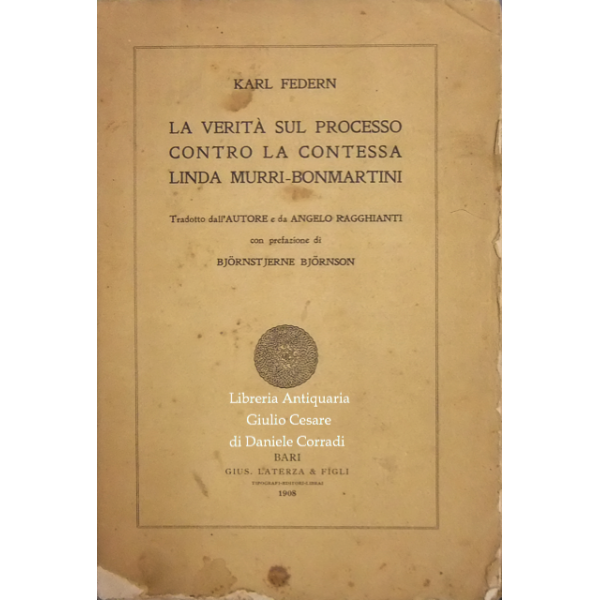 KARL FEDERN
LA VERITÀ SUL PROCESSO
CONTRO LA CONTESSA
LINDA MURRI-BONMARTINI
Tradotto dall'AUTORE e da ANGELO RAGGHIANTI
con prefazione di
BJÖRNSTJERNE BJÖRNSON
Libreria Antiquaria
Giulio Cesare
di Daniele Corradi
BARI
GIUS. LATERZA & FIGLI
1908